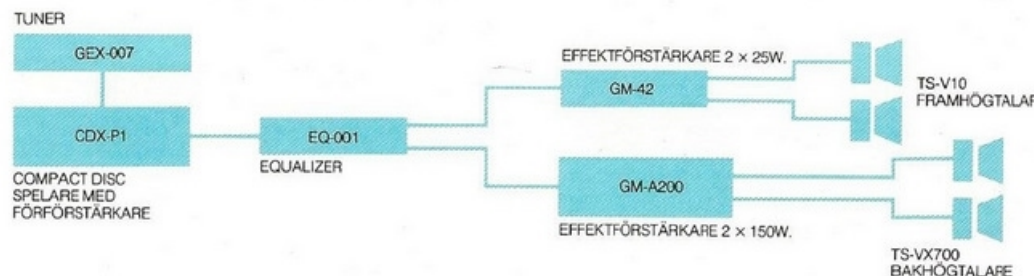 TUNER
GEX-007
CDX-P1
COMPACT DISC
SPELARE MED
FÖRFÖRSTÄRKARE
EQ-001
EQUALIZER
EFFEKTFÖRSTÄRKARE 2 × 25W.
GM-42
TS-V10
FRAMHÖGTALAR
GM-A200
EFFEKTFÖRSTÄRKARE 2 × 150W.
TS-VX700
BAKHÖGTALARE